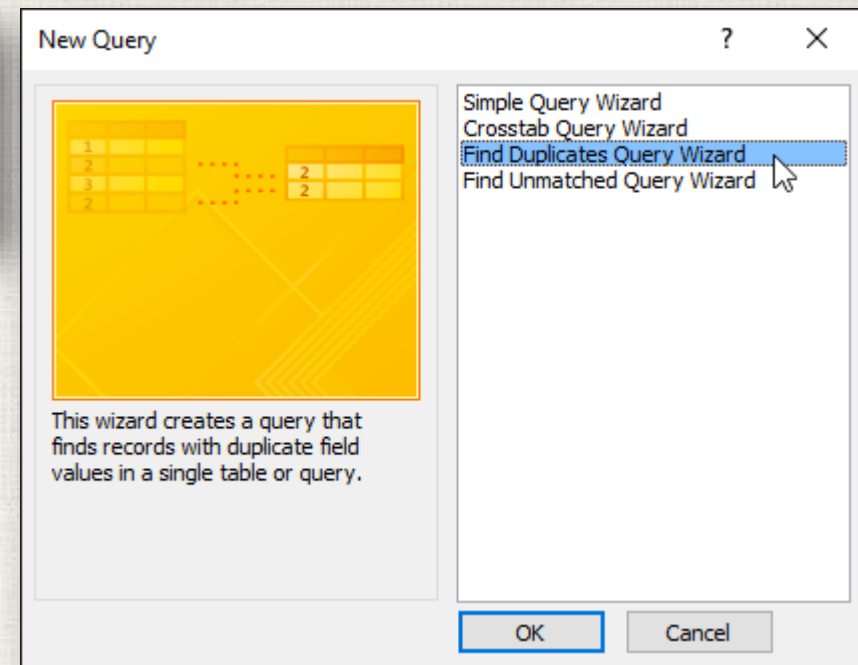 New Query
?
1
2
3
2
2
2
This wizard creates a query that
finds records with duplicate field
values in a single table or query.
Simple Query Wizard
Crosstab Query Wizard
Find Duplicates Query Wizard
Find Unmatched Query Wizard
OK
Cancel